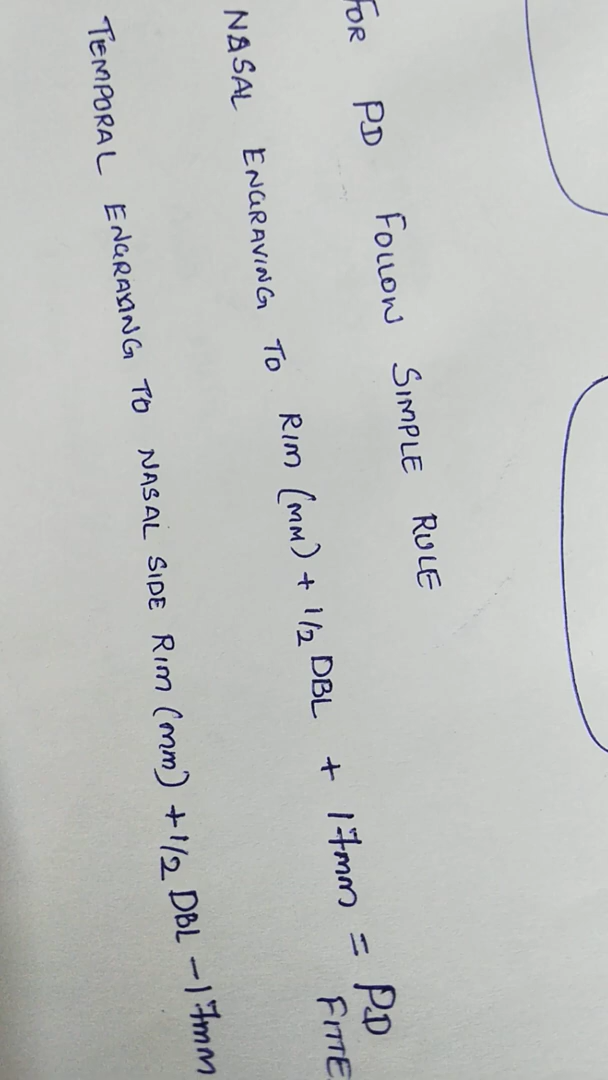 FOR PD FOLLOW SIMPLE RULE
NASAL ENGRAVING TO RIM (MM) + 1/2 DBL + 17mm = PD FITTE
TEMPORAL ENGRAVING TO NASAL SIDE RIM (mm) + 1/2 DBL - 17mm